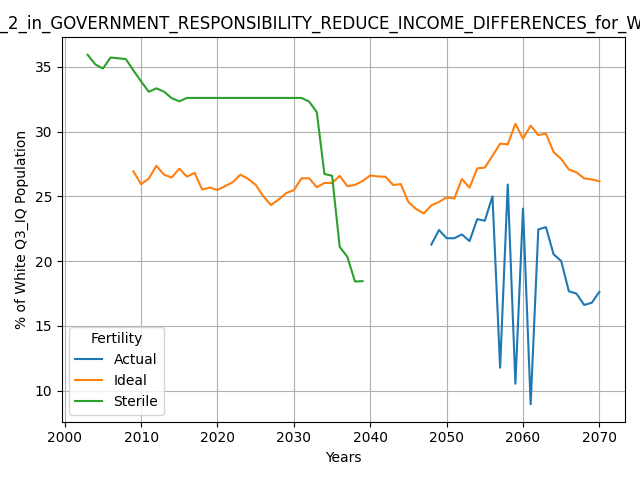 _2_in_GOVERNMENT_RESPONSIBILITY_REDUCE_INCOME_DIFFERENCES_for_W
35
30
25
20
15
10
% of White Q3_IQ Population
Fertility
Actual
Ideal
Sterile
2000 2010 2020 2030 2040 2050 2060 2070
Years